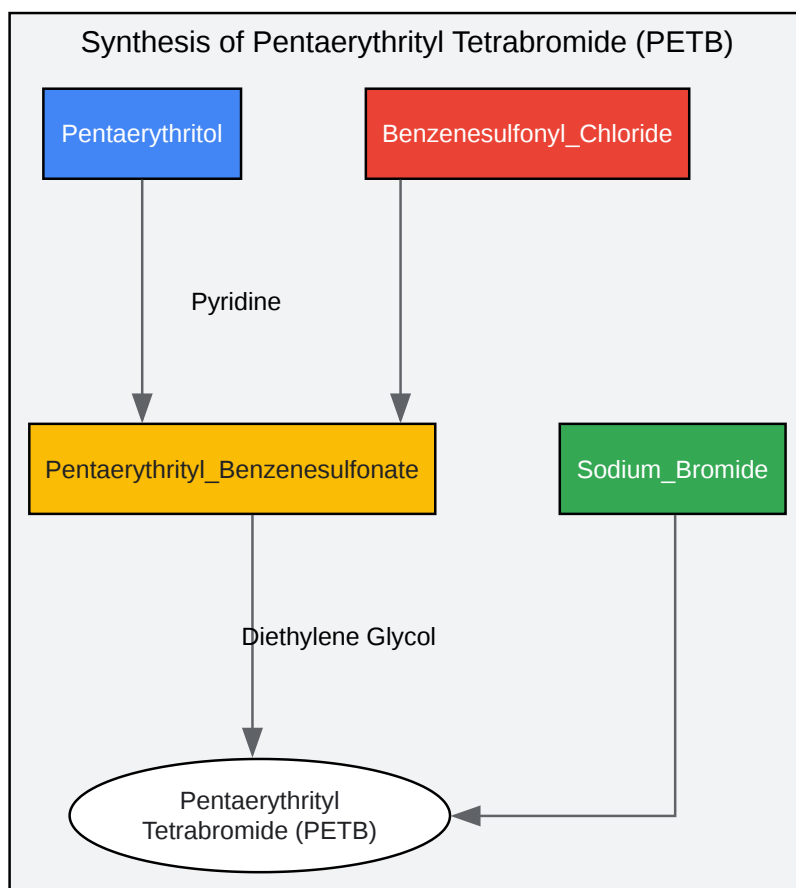 Synthesis of Pentaerythrityl Tetrabromide (PETB)
Pentaerythritol
Benzenesulfonyl_Chloride
Pyridine
Pentaerythrityl_Benzenesulfonate
Sodium_Bromide
Diethylene Glycol
Pentaerythrityl
Tetrabromide (PETB)